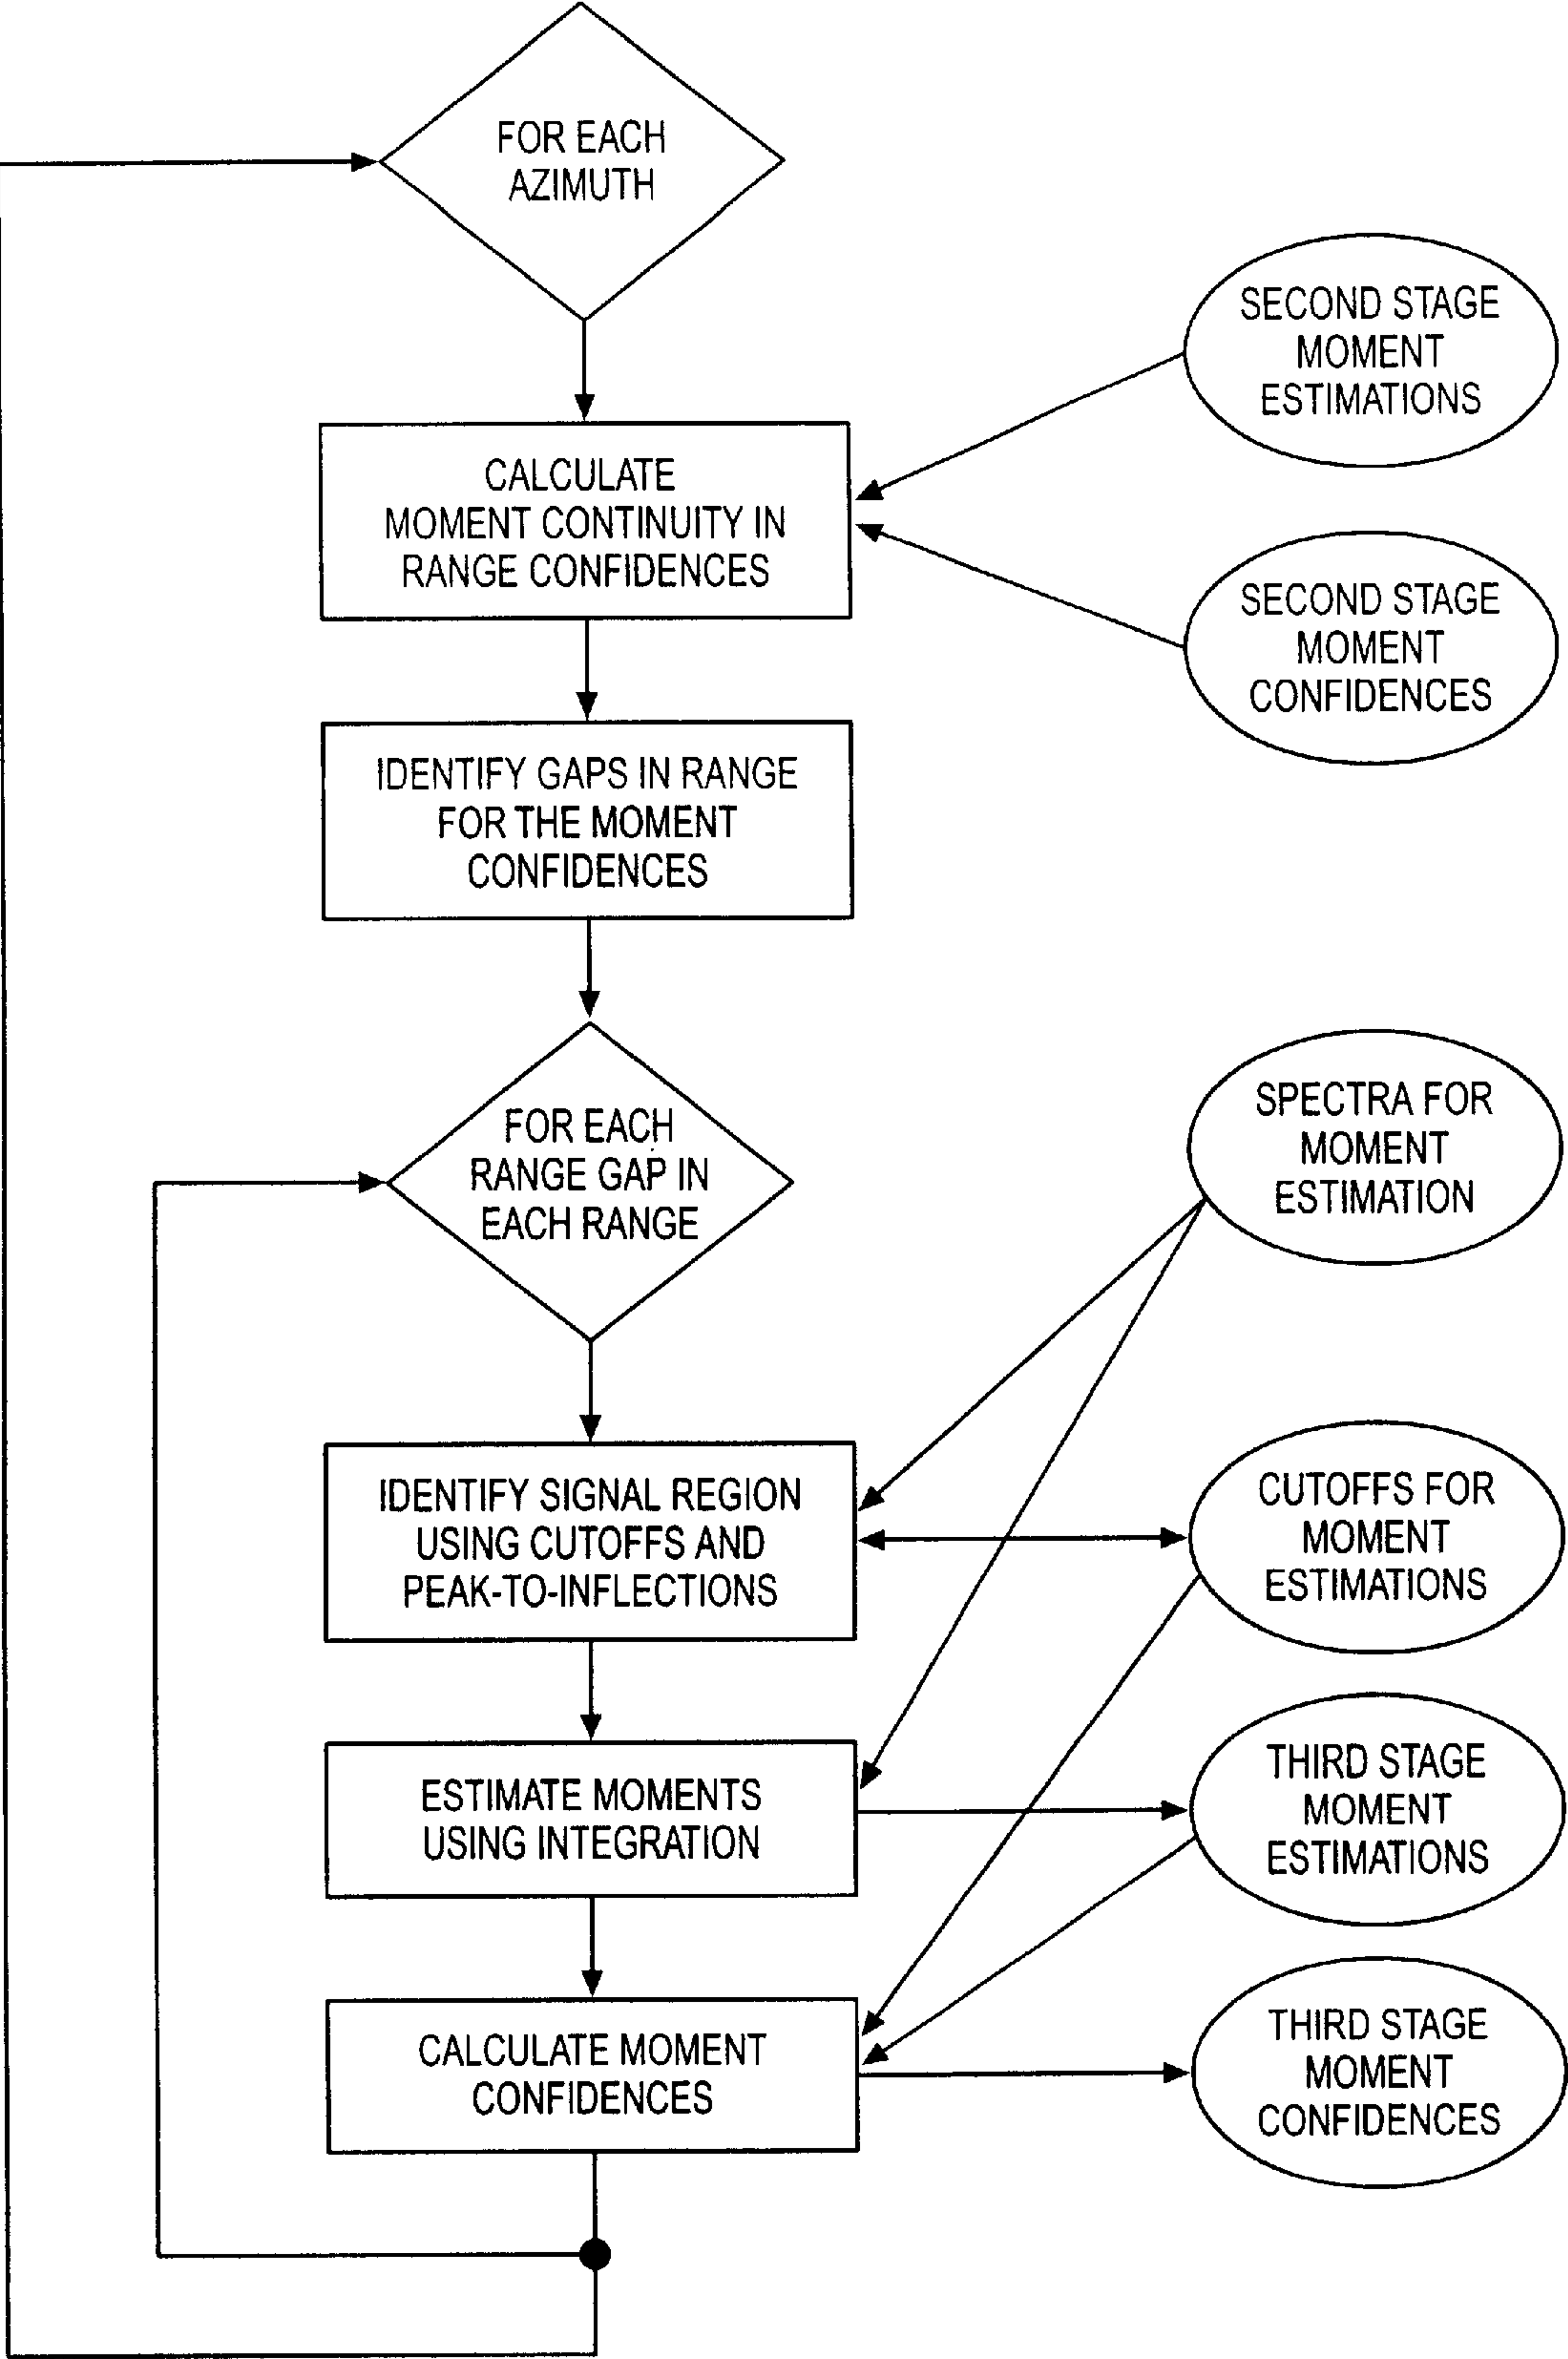 FOR EACH
AZIMUTH
SECOND STAGE
MOMENT
ESTIMATIONS
CALCULATE
MOMENT CONTINUITY IN
RANGE CONFIDENCES
SECOND STAGE
MOMENT
CONFIDENCES
IDENTIFY GAPS IN RANGE
FOR THE MOMENT
CONFIDENCES
SPECTRA FOR
MOMENT
ESTIMATION
FOR EACH
RANGE GAP IN
EACH RANGE
IDENTIFY SIGNAL REGION
USING CUTOFFS AND
PEAK-TO-INFLECTIONS
CUTOFFS FOR
MOMENT
ESTIMATIONS
ESTIMATE MOMENTS
USING INTEGRATION
THIRD STAGE
MOMENT
ESTIMATIONS
CALCULATE MOMENT
CONFIDENCES
THIRD STAGE
MOMENT
CONFIDENCES